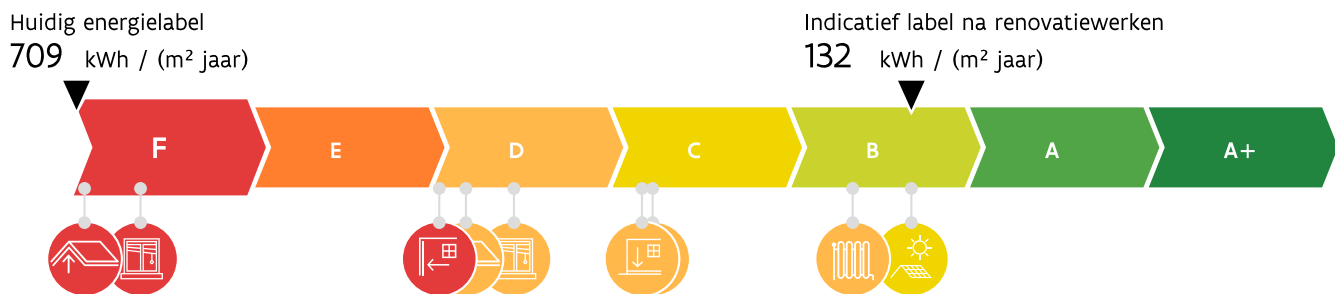 Huidig energielabel
709 kWh / (m² jaar)
Indicatief label na renovatiewerken
132 kWh / (m² jaar)
F E D C B A A+